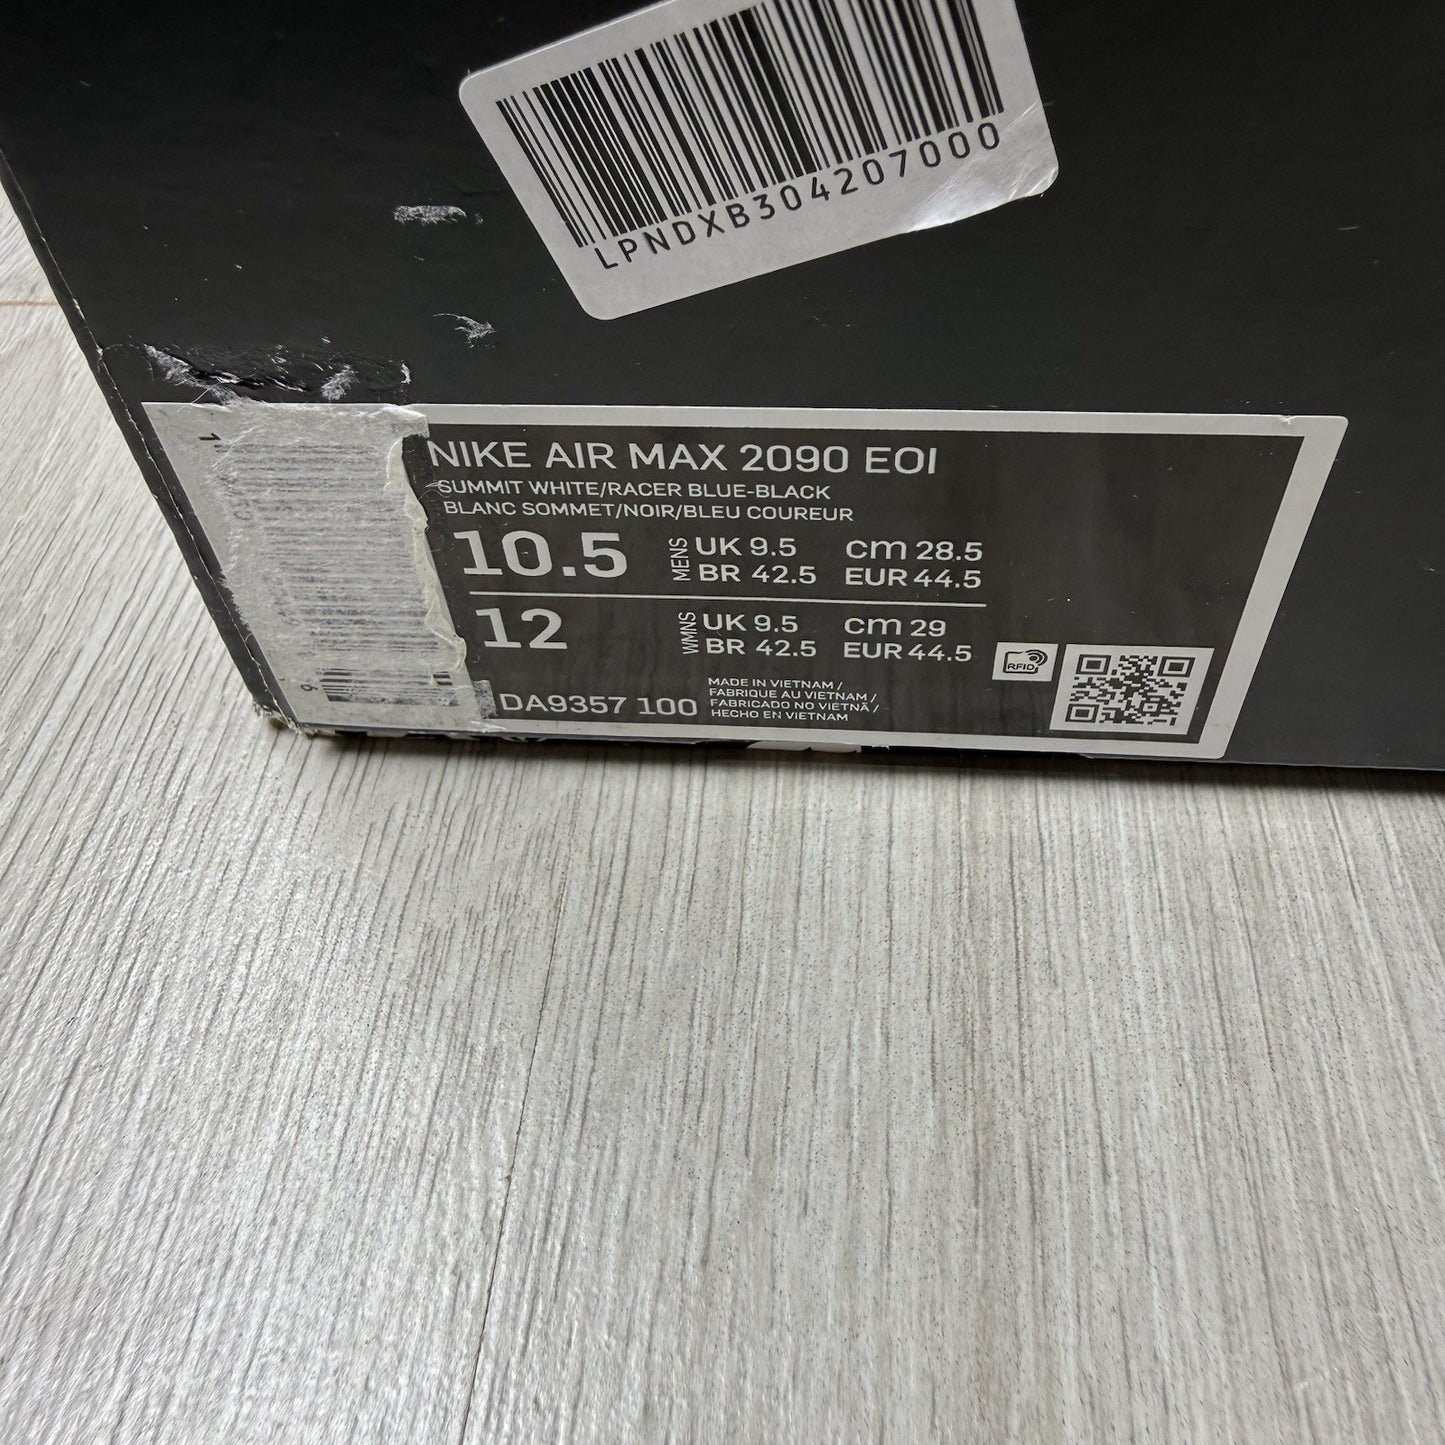 LPNDXB304207000
NIKE AIR MAX 2090 EOI
SUMMIT WHITE/RACER BLUE-BLACK
BLANC SOMMET/NOIR/BLEU COUREUR
10.5 MENS UK 9.5 cm 28.5
BR 42.5 EUR 44.5
12 WMNS UK 9.5 cm 29
BR 42.5 EUR 44.5
RFID
DA9357 100
MADE IN VIETNAM /
FABRIQUE AU VIETNAM /
FABRICADO NO VIETNÃ /
HECHO EN VIETNAM